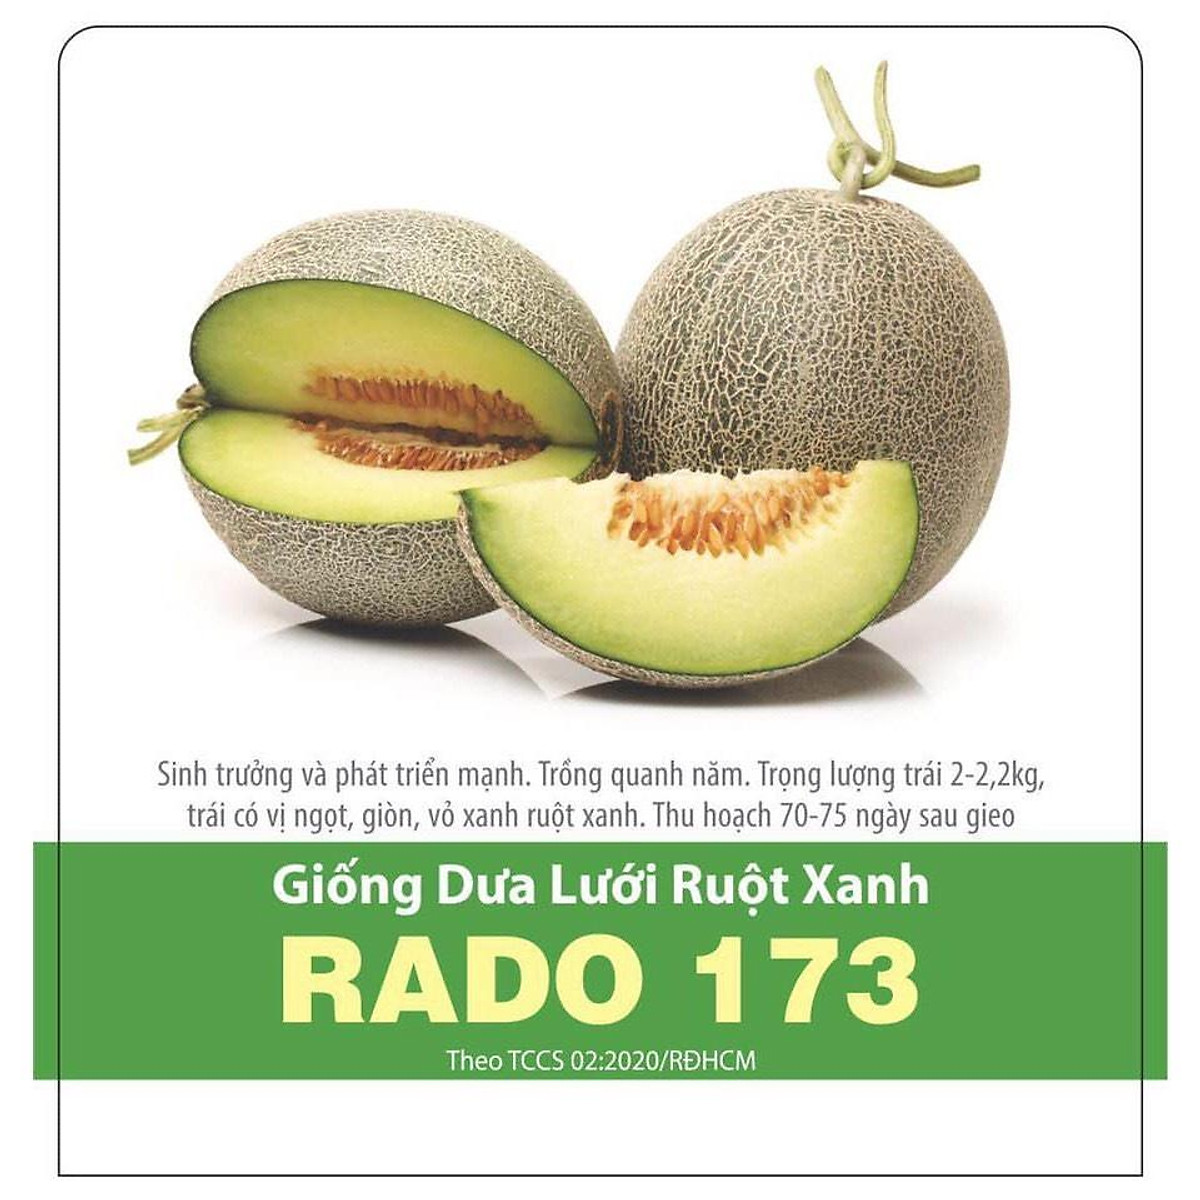 Sinh trưởng và phát triển mạnh. Trồng quanh năm. Trọng lượng trái 2-2,2kg,
trái có vị ngọt, giòn, vỏ xanh ruột xanh. Thu hoạch 70-75 ngày sau gieo
Giống Dưa Lưới Ruột Xanh
RADO 173
Theo TCCS 02:2020/RĐHCM